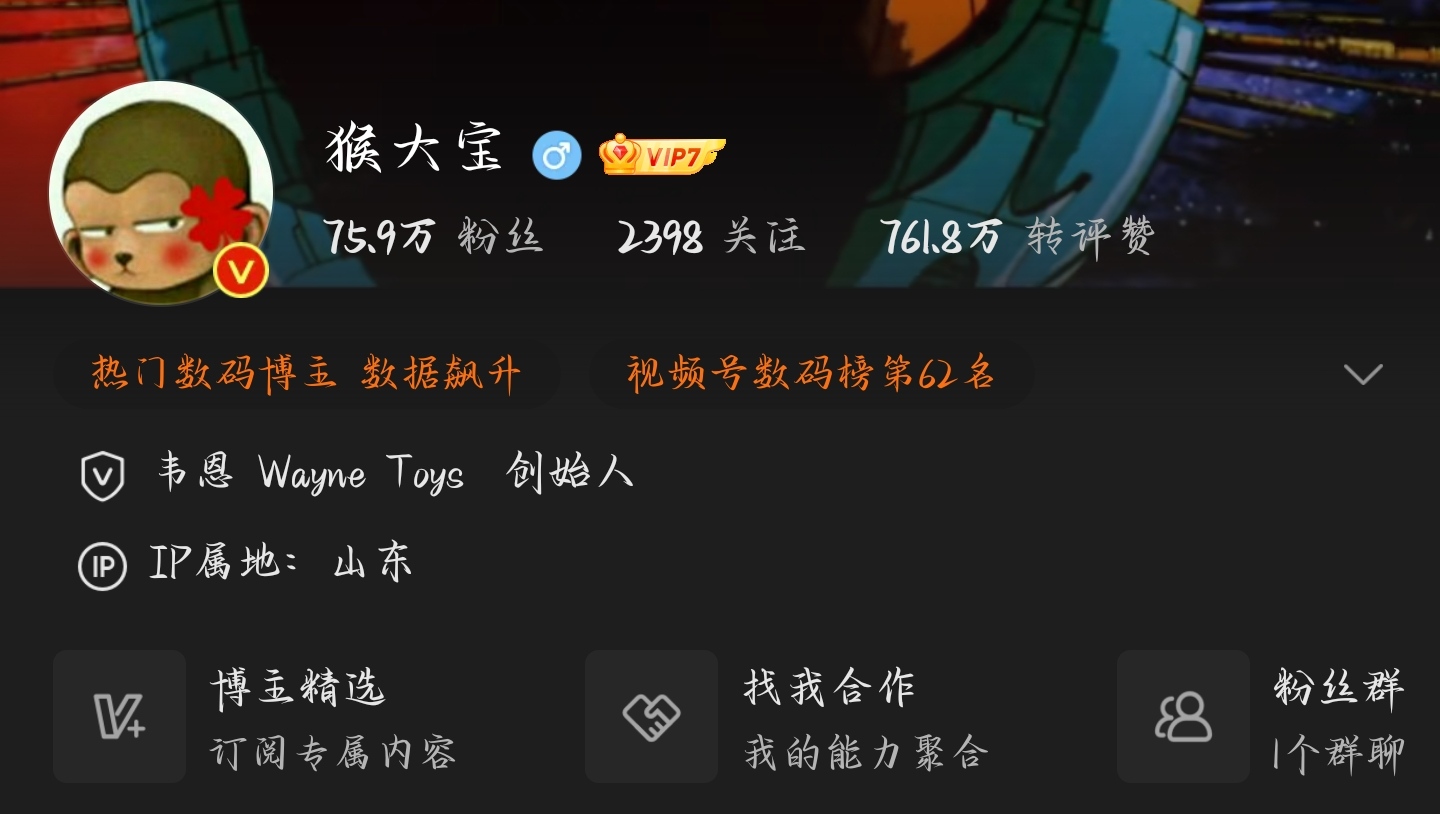 猴大宝 VIP7
75.9万 粉丝 2398 关注 761.8万 转评赞
热门数码博主 数据飙升 视频号数码榜第62名
韦恩 Wayne Toys 创始人
IP IP属地： 山东
博主精选 找我合作 粉丝群
订阅专属内容 我的能力聚合 1个群聊